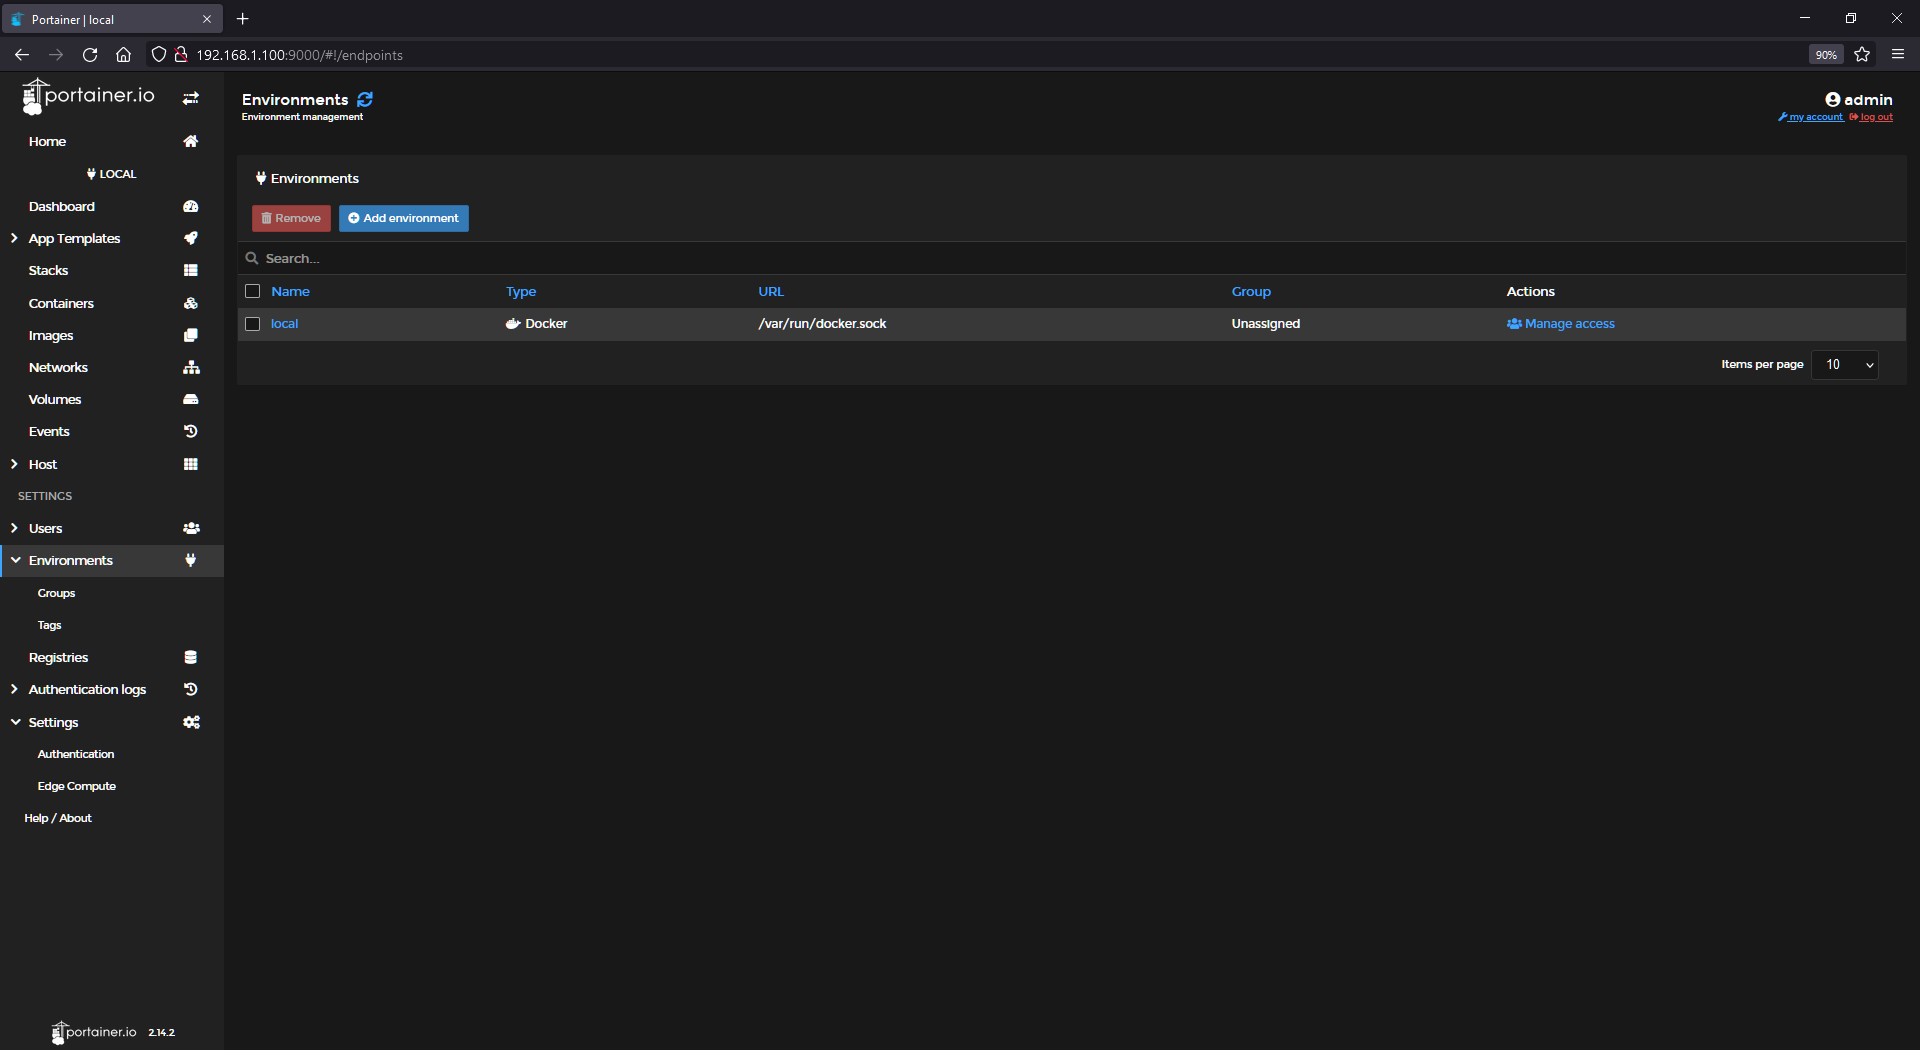 Portainer | local
192.168.1.100:9000/#!/endpoints
90%
portainer.io
Home
LOCAL
Dashboard
App Templates
Stacks
Containers
Images
Networks
Volumes
Events
Host
SETTINGS
Users
Environments
Groups
Tags
Registries
Authentication logs
Settings
Authentication
Edge Compute
Help / About
portainer.io 2.14.2
Environments
Environment management
admin
my account log out
Environments
Remove Add environment
Search...
Name Type URL Group Actions
local Docker /var/run/docker.sock Unassigned Manage access
Items per page 10